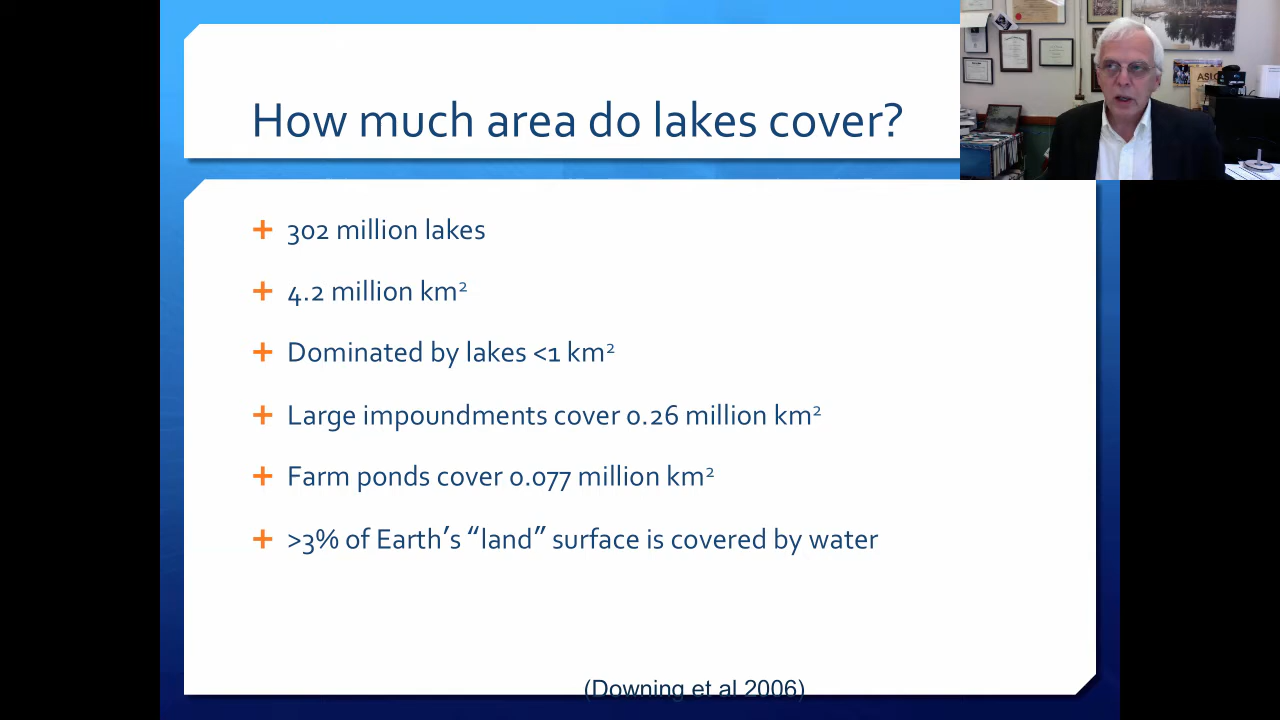 How much area do lakes cover?
302 million lakes
4.2 million km²
Dominated by lakes <1 km²
Large impoundments cover 0.26 million km²
Farm ponds cover 0.077 million km²
>3% of Earth’s “land” surface is covered by water
(Downing et al 2006)